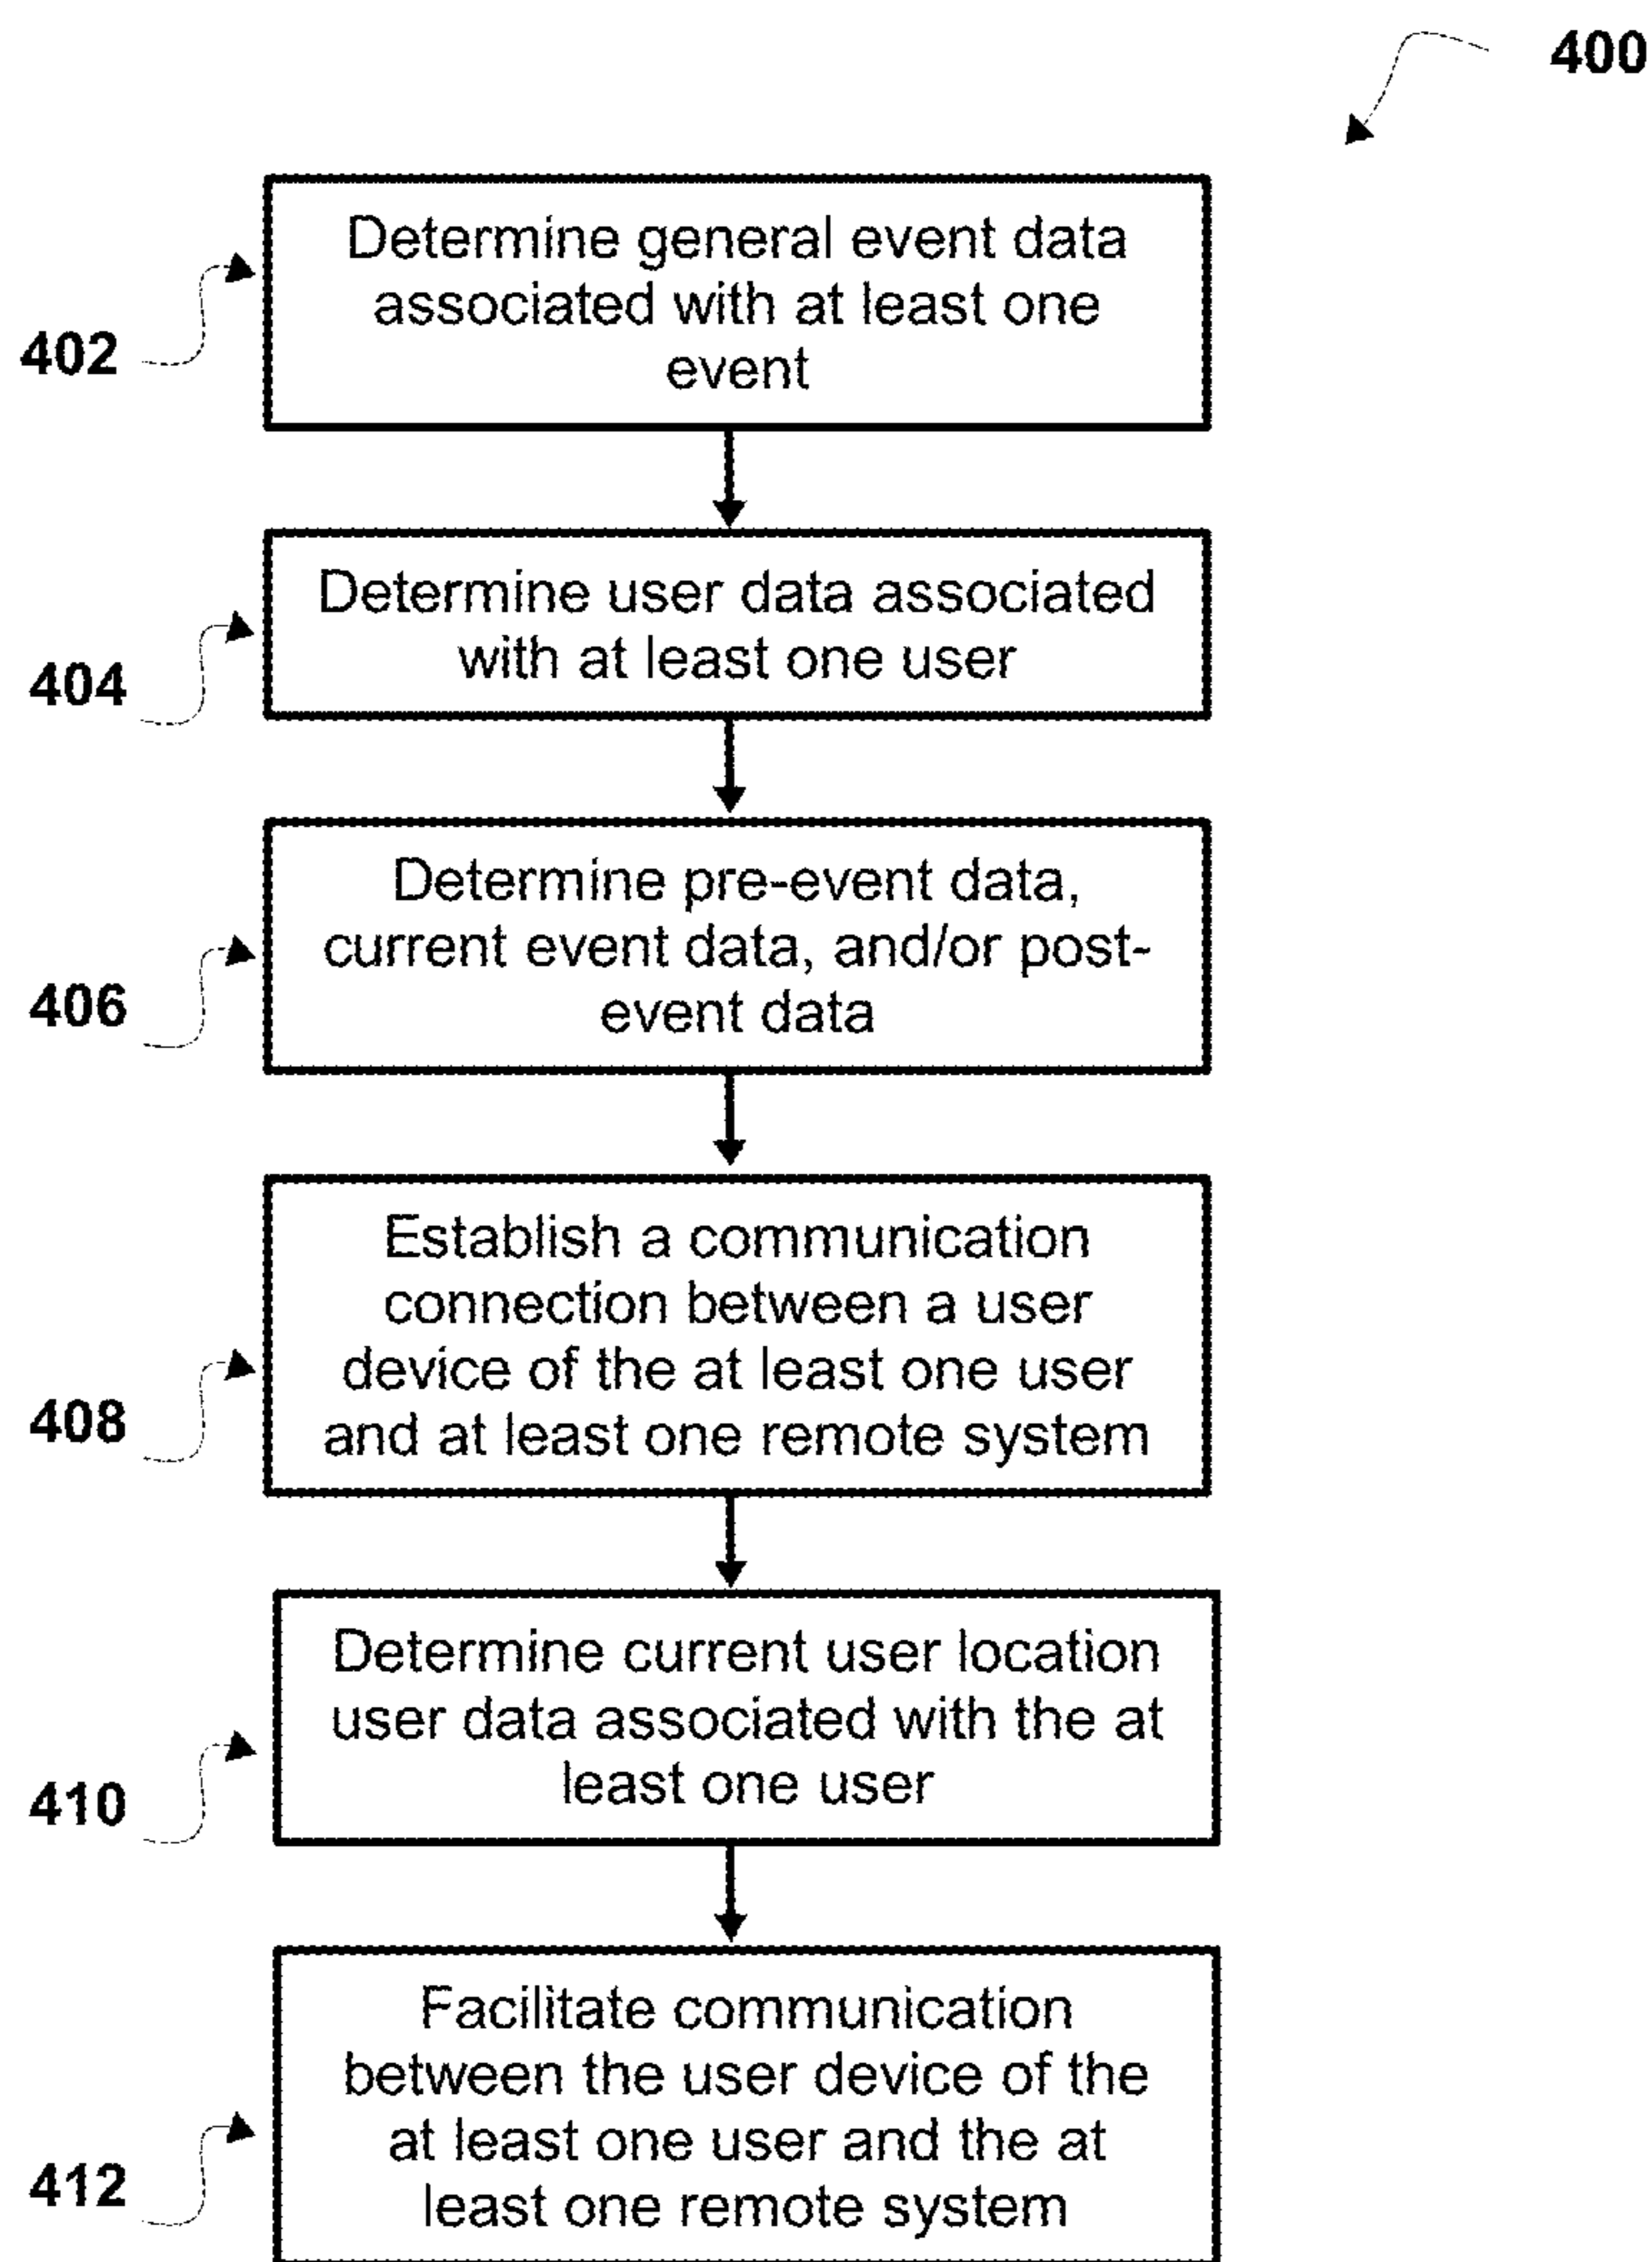 400
Determine general event data
associated with at least one
event
402
Determine user data associated
with at least one user
404
Determine pre-event data,
current event data, and/or post-
event data
406
Establish a communication
connection between a user
device of the at least one user
and at least one remote system
408
Determine current user location
user data associated with the at
least one user
410
Facilitate communication
between the user device of the
at least one user and the at
least one remote system
412